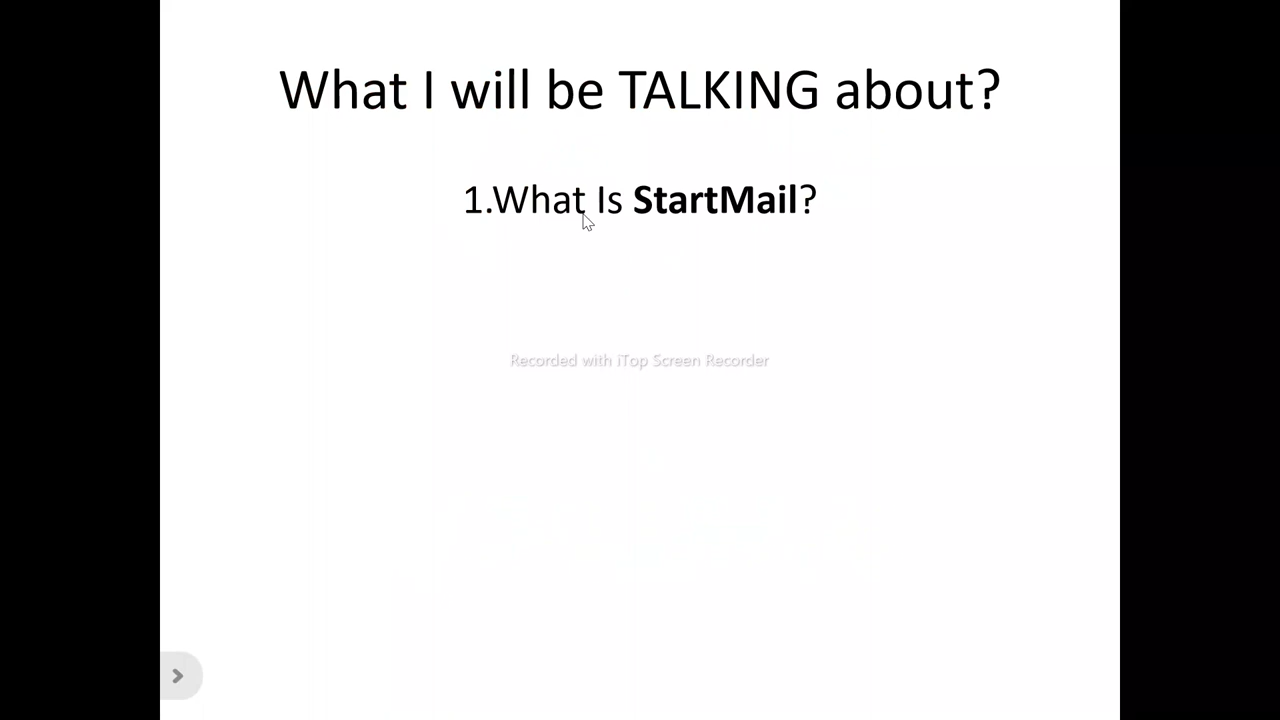 What I will be TALKING about?
1.What Is StartMail?
Recorded with iTop Screen Recorder